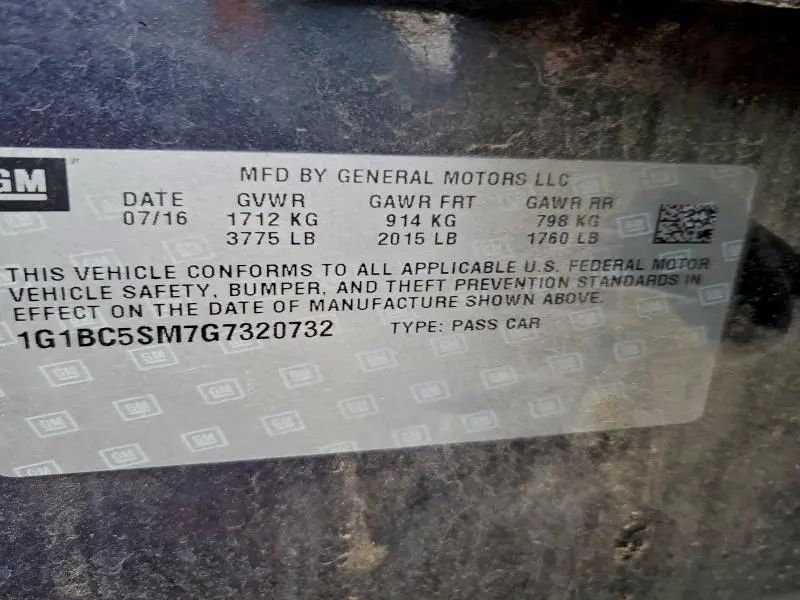 GM
MFD BY GENERAL MOTORS LLC
DATE GVWR GAWR FRT GAWR RR
07/16 1712 KG 914 KG 798 KG
3775 LB 2015 LB 1760 LB
THIS VEHICLE CONFORMS TO ALL APPLICABLE U.S. FEDERAL MOTOR
VEHICLE SAFETY, BUMPER, AND THEFT PREVENTION STANDARDS IN
EFFECT ON THE DATE OF MANUFACTURE SHOWN ABOVE.
1G1BC5SM7G7320732 TYPE: PASS CAR